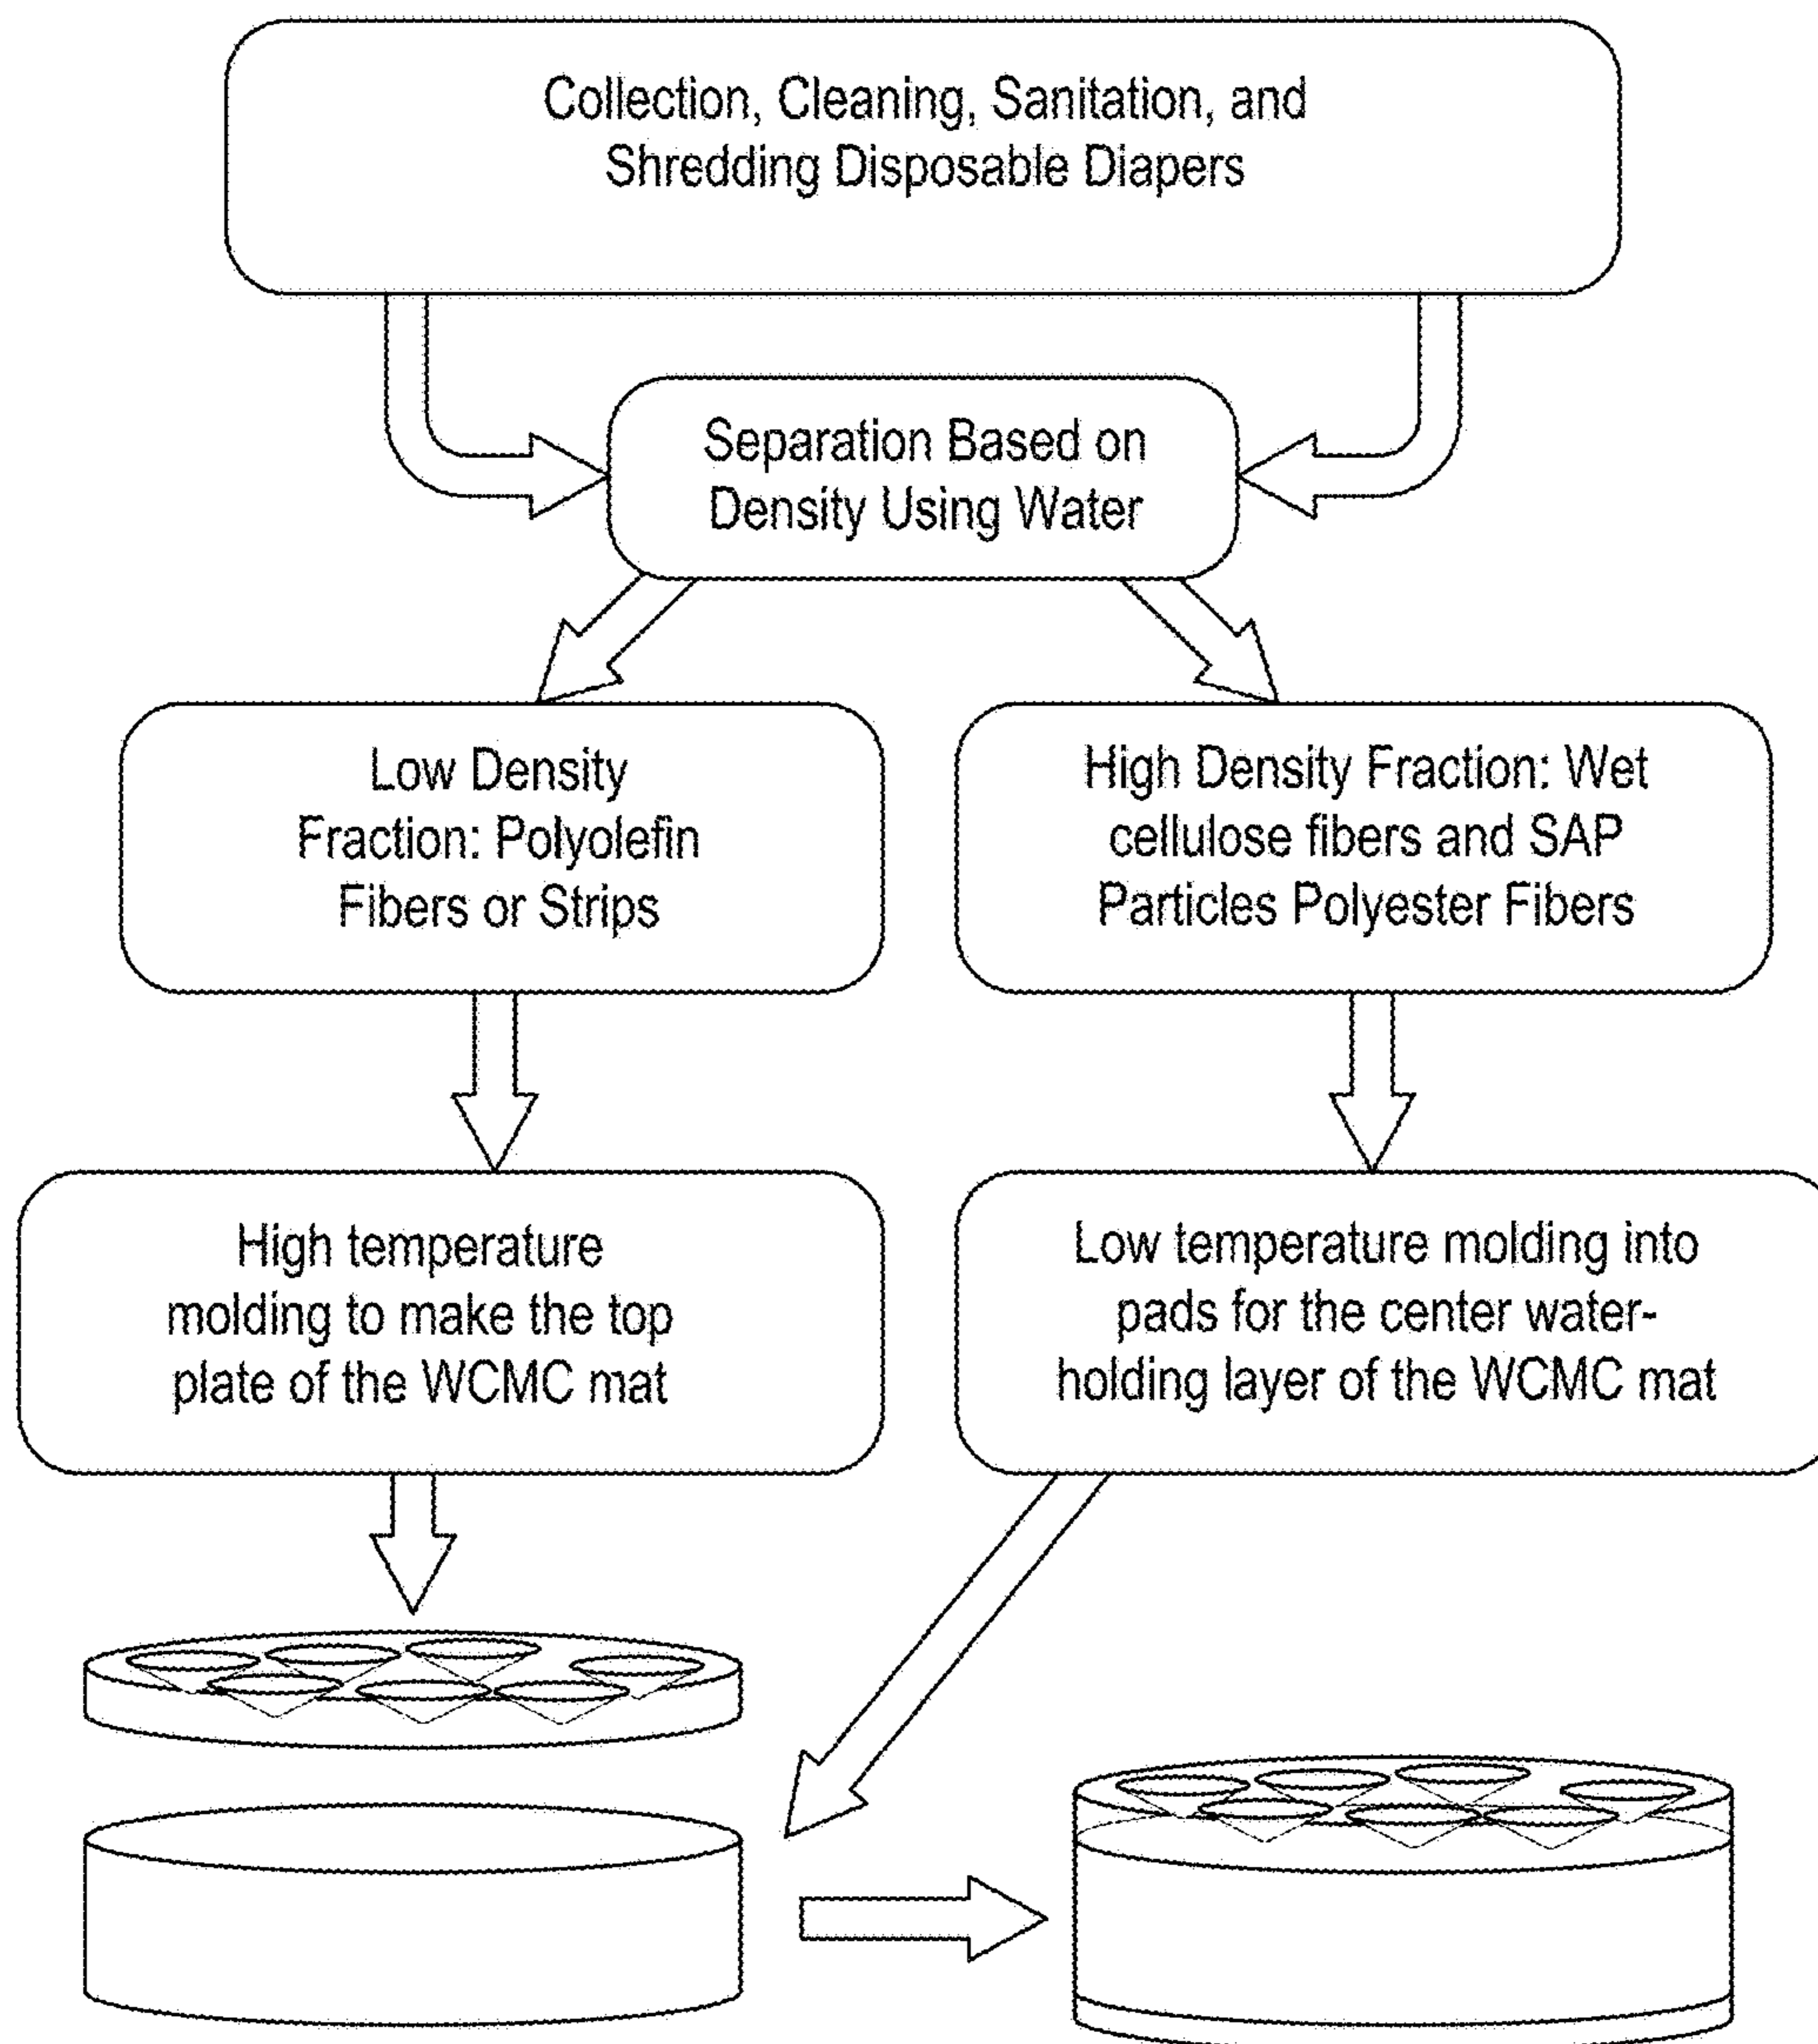 Collection, Cleaning, Sanitation, and
Shredding Disposable Diapers
Separation Based on
Density Using Water
Low Density
Fraction: Polyolefin
Fibers or Strips
High Density Fraction: Wet
cellulose fibers and SAP
Particles Polyester Fibers
High temperature
molding to make the top
plate of the WCMC mat
Low temperature molding into
pads for the center water-
holding layer of the WCMC mat